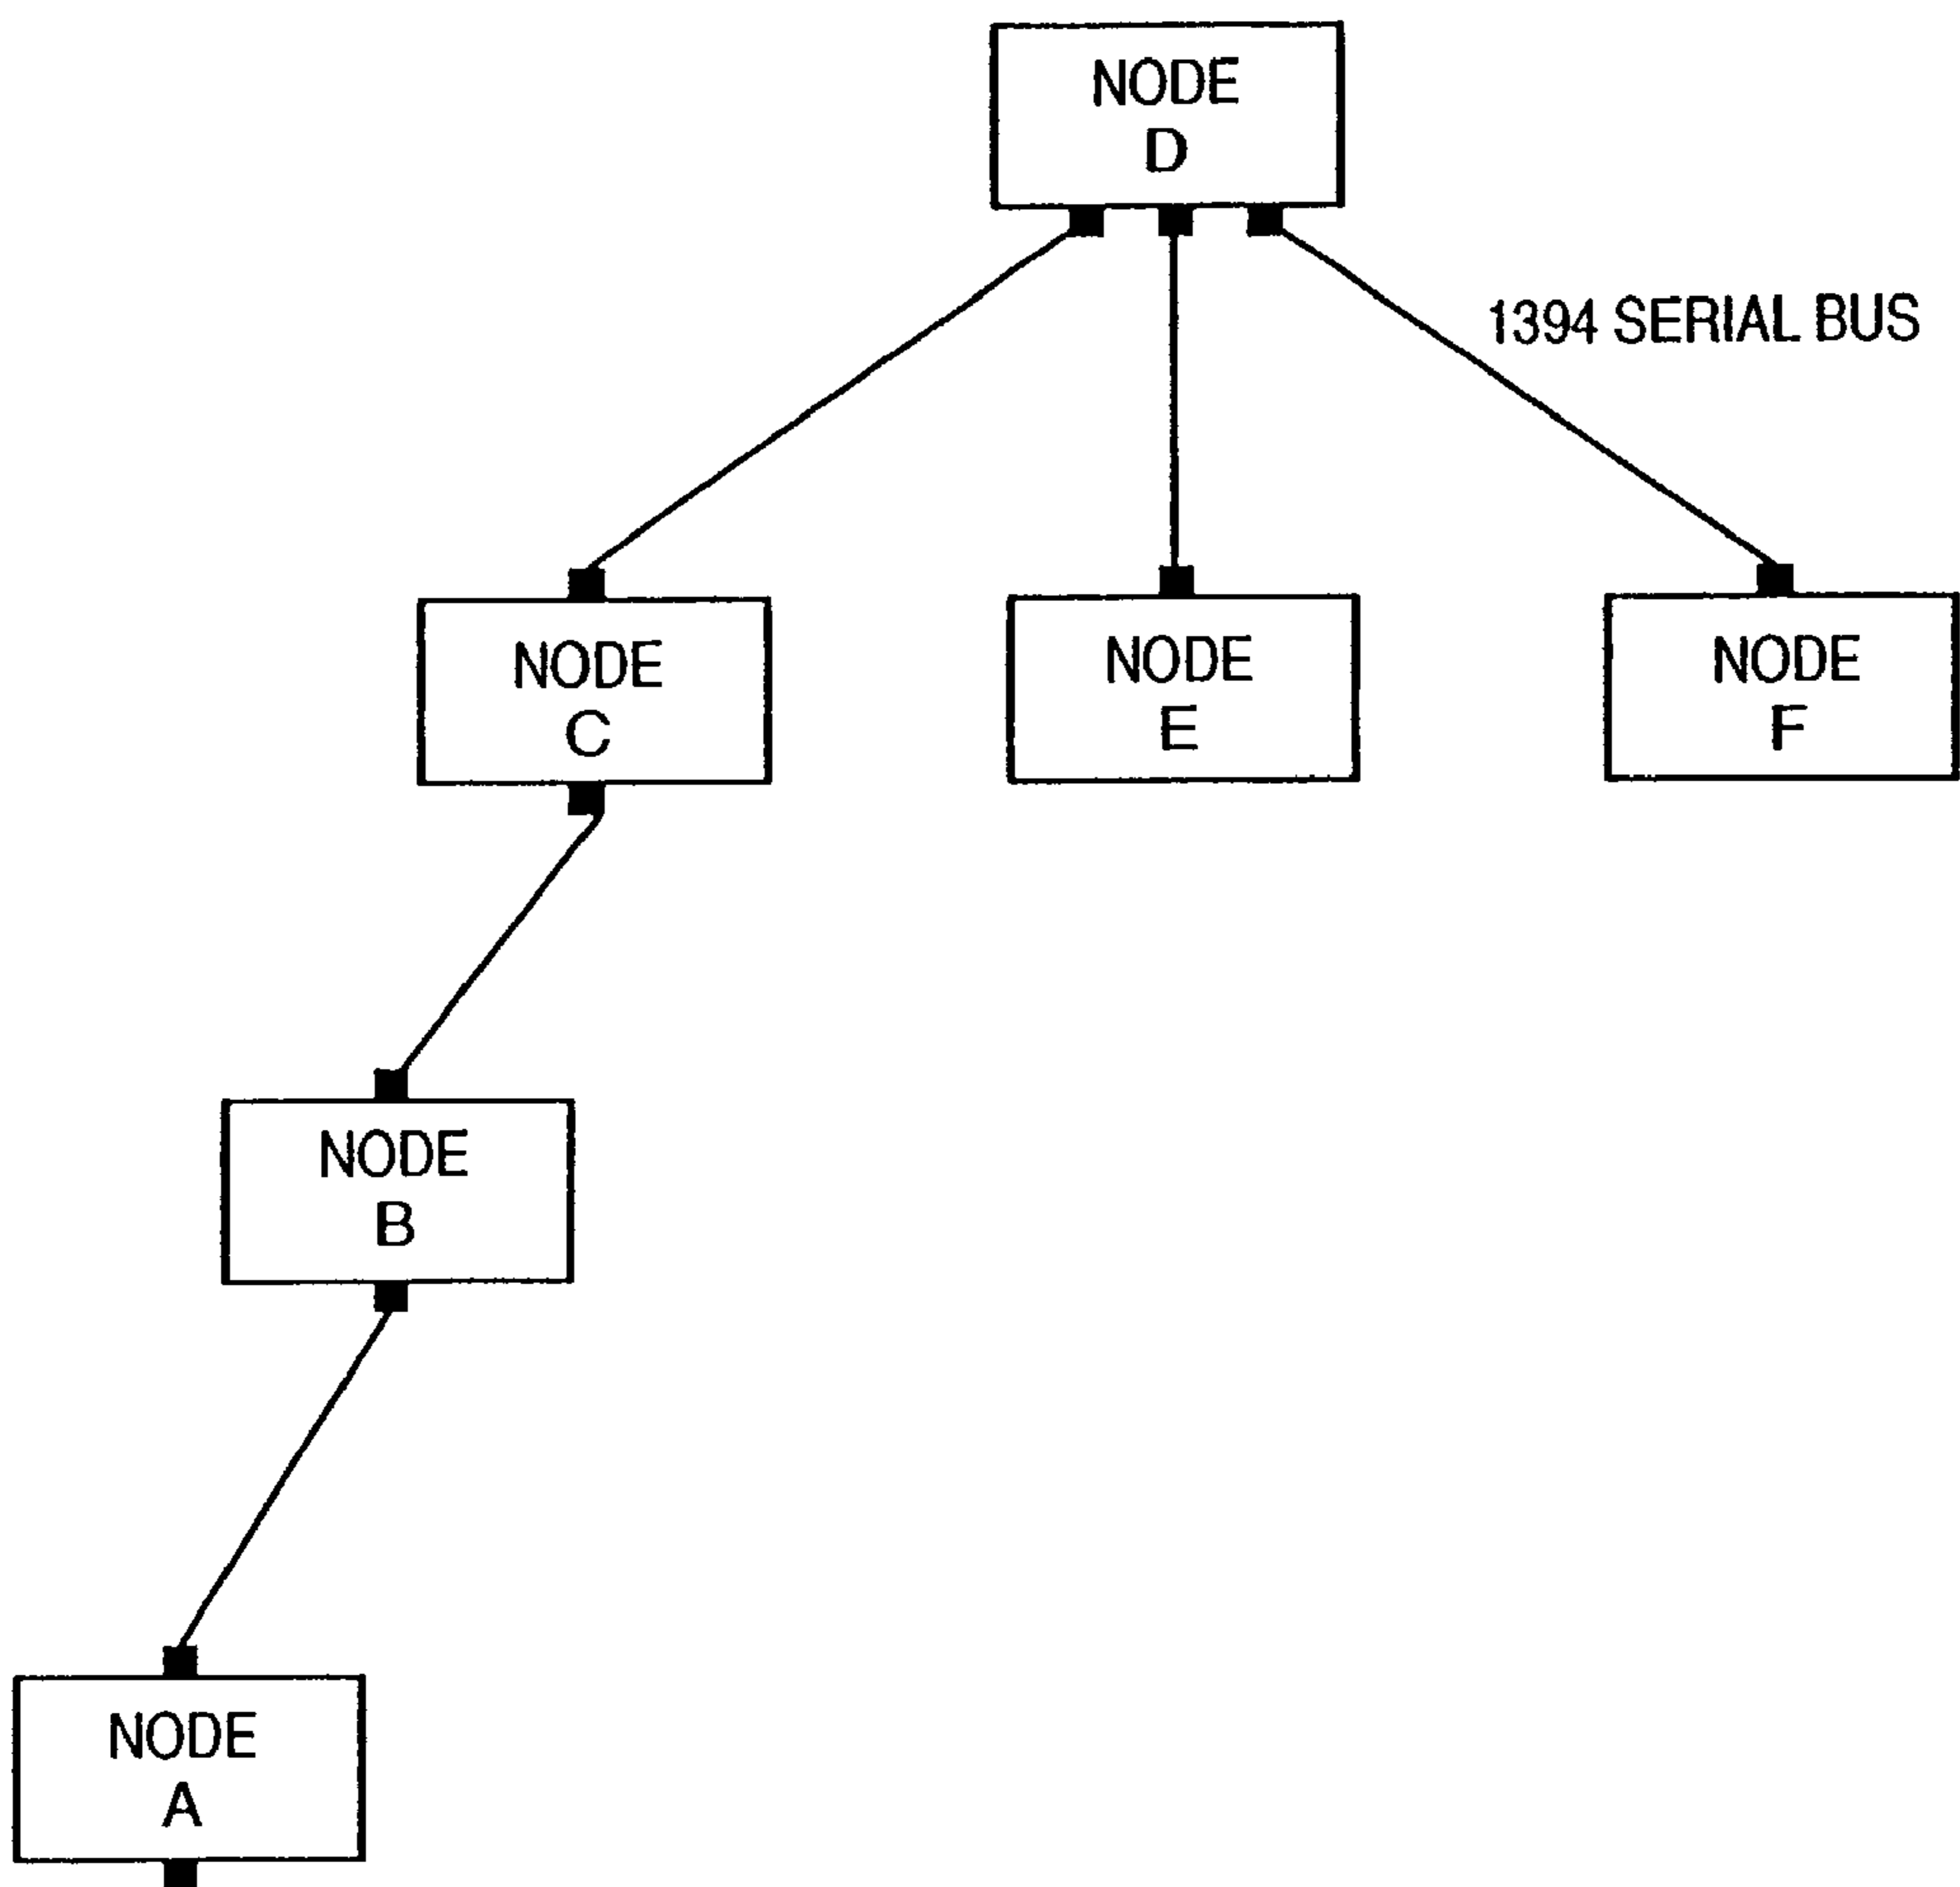 NODE
D
1394 SERIAL BUS
NODE
C
NODE
E
NODE
F
NODE
B
NODE
A